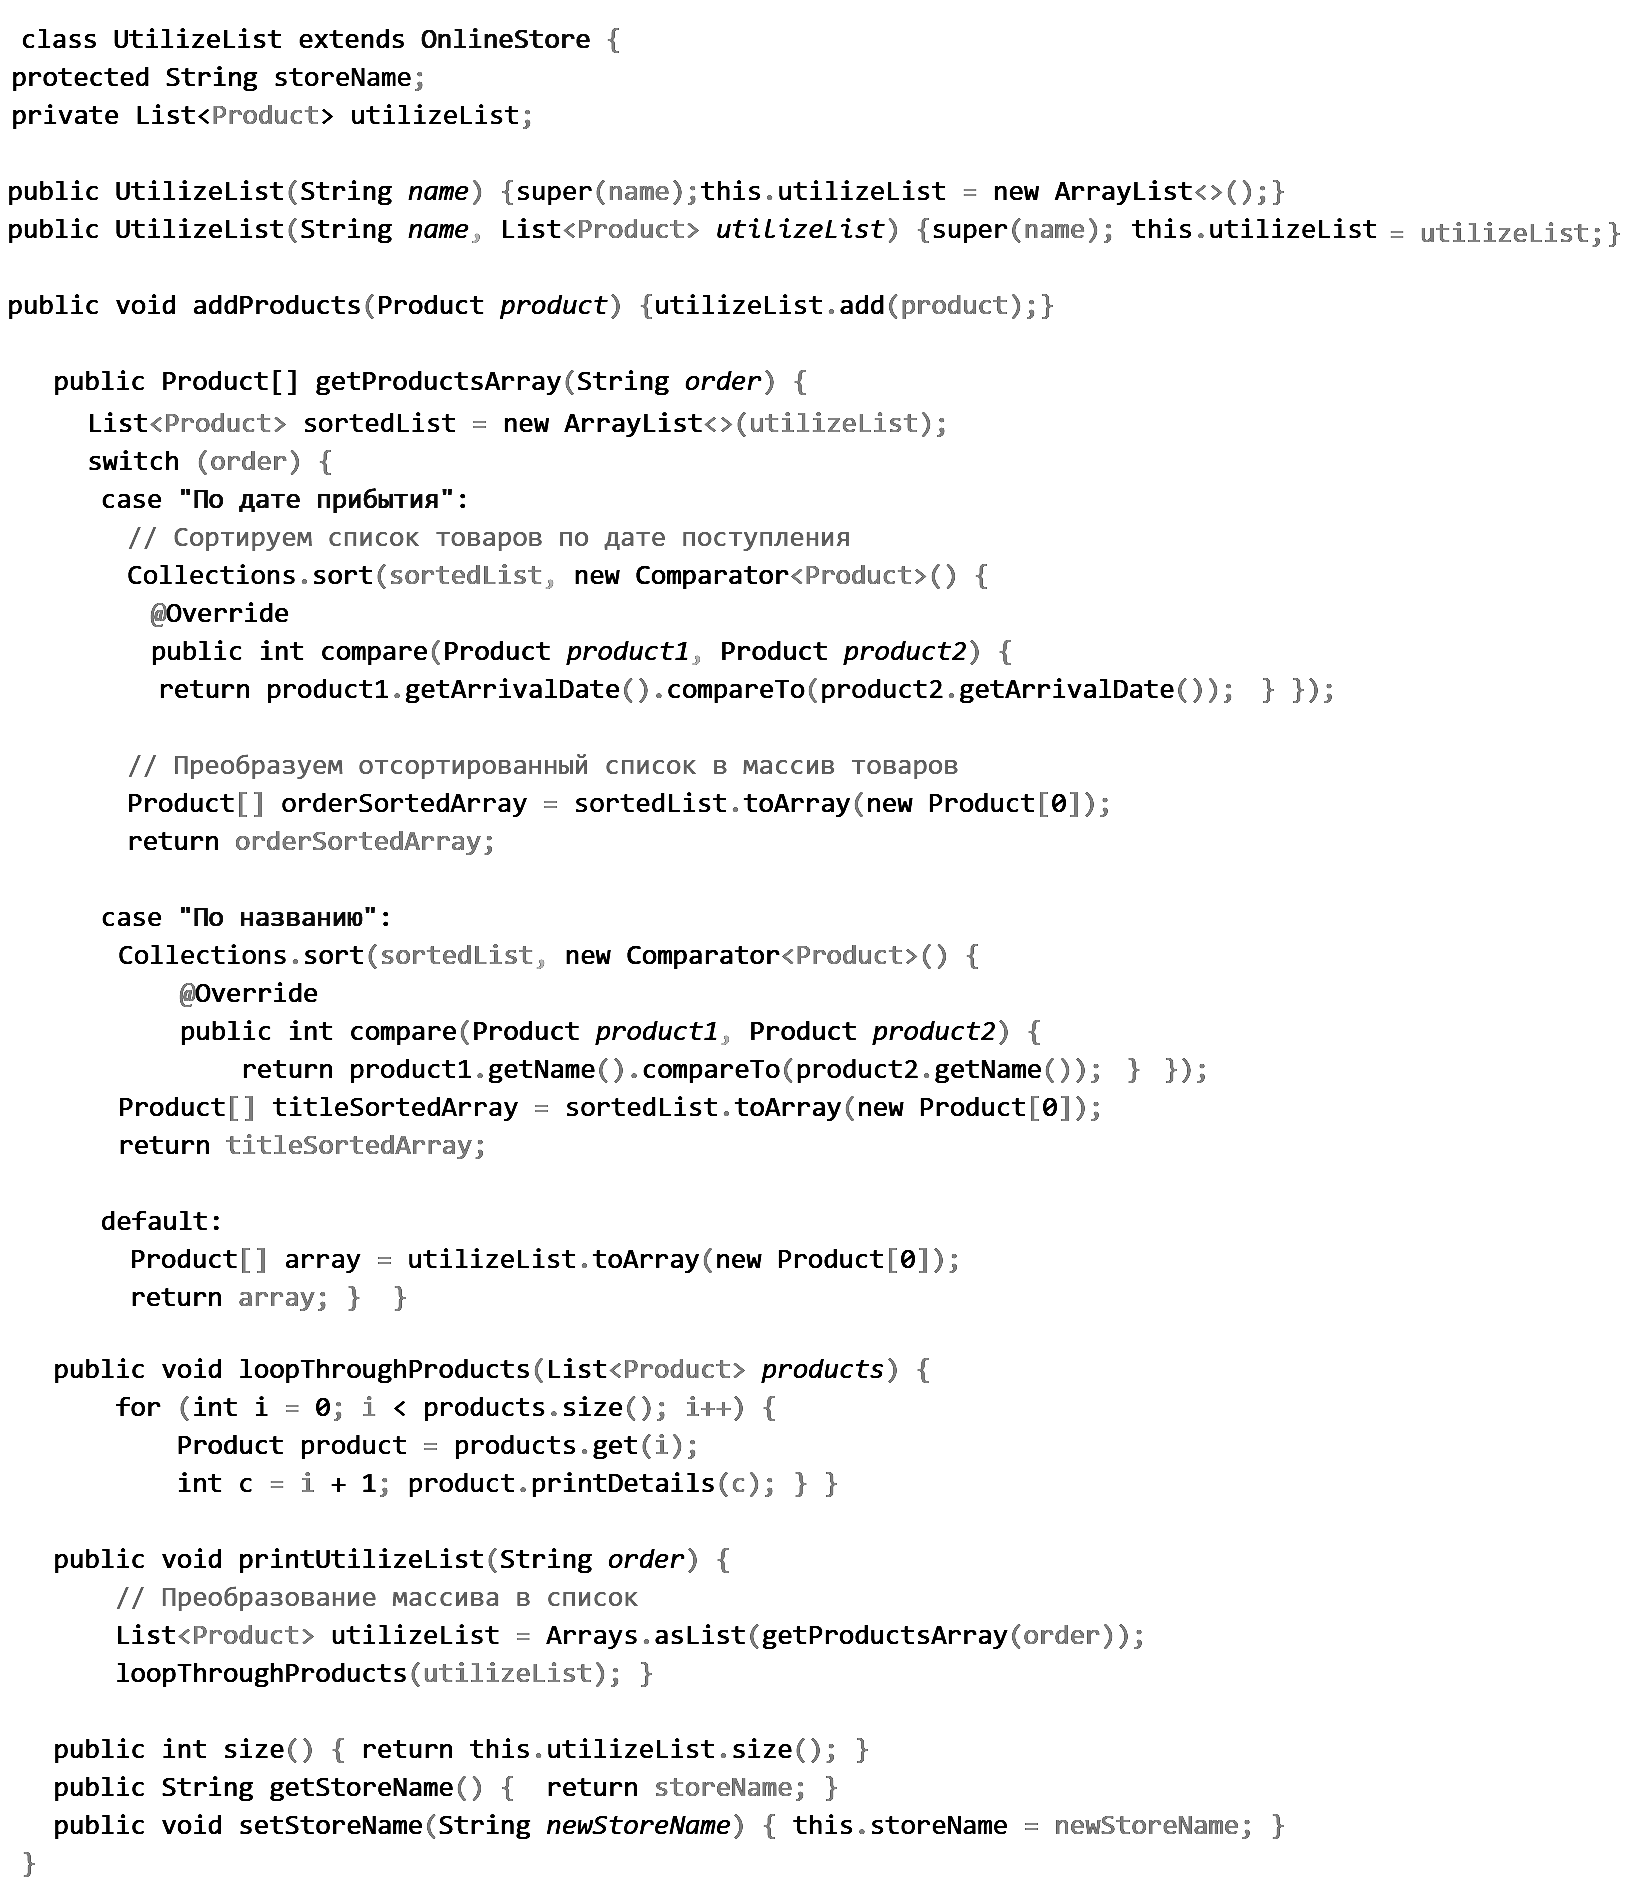 class UtilizeList extends OnlineStore {
protected String storeName;
private List<Product> utilizeList;
public UtilizeList(String name) {super(name);this.utilizeList = new ArrayList<>();}
public UtilizeList(String name, List<Product> utilizeList) {super(name); this.utilizeList = utilizeList;}
public void addProducts(Product product) {utilizeList.add(product);}
public Product[] getProductsArray(String order) {
List<Product> sortedList = new ArrayList<>(utilizeList);
switch (order) {
case "По дате прибытия":
// Сортируем список товаров по дате поступления
Collections.sort(sortedList, new Comparator<Product>() {
@Override
public int compare(Product product1, Product product2) {
return product1.getArrivalDate().compareTo(product2.getArrivalDate()); } });
// Преобразуем отсортированный список в массив товаров
Product[] orderSortedArray = sortedList.toArray(new Product[0]);
return orderSortedArray;
case "По названию":
Collections.sort(sortedList, new Comparator<Product>() {
@Override
public int compare(Product product1, Product product2) {
return product1.getName().compareTo(product2.getName()); } });
Product[] titleSortedArray = sortedList.toArray(new Product[0]);
return titleSortedArray;
default:
Product[] array = utilizeList.toArray(new Product[0]);
return array; } }
public void loopThroughProducts(List<Product> products) {
for (int i = 0; i < products.size(); i++) {
Product product = products.get(i);
int c = i + 1; product.printDetails(c); } }
public void printUtilizeList(String order) {
// Преобразование массива в список
List<Product> utilizeList = Arrays.asList(getProductsArray(order));
loopThroughProducts(utilizeList); }
public int size() { return this.utilizeList.size(); }
public String getStoreName() { return storeName; }
public void setStoreName(String newStoreName) { this.storeName = newStoreName; }
}